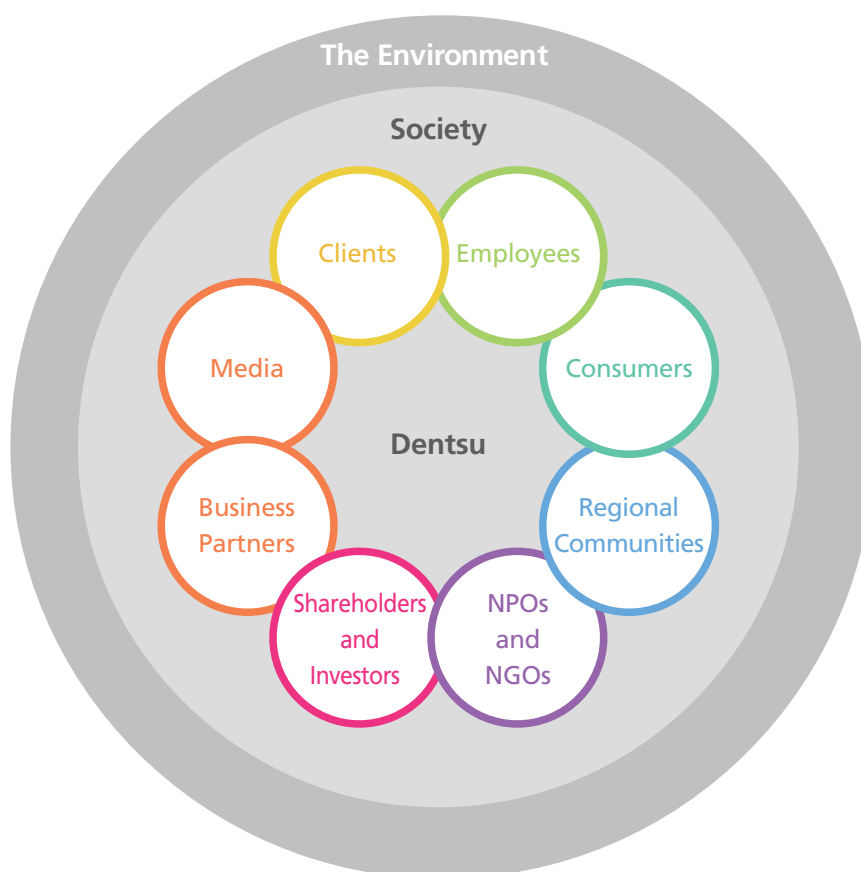 The Environment
Society
Clients
Employees
Media
Consumers
Dentsu
Business
Partners
Regional
Communities
Shareholders
and
Investors
NPOs
and
NGOs